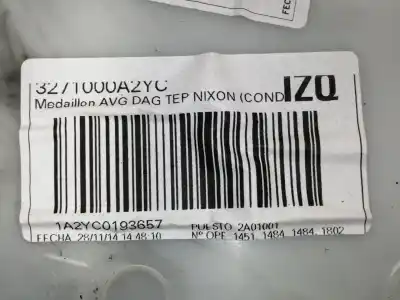 FEC
3271000A2YC
Medaillon AVG DAG TEP NIXON (COND IZQ
1A2YC0193657 PUESTO 2A01001
FECHA 28/11/14 14:48:10 Nº OPE 1451, 1484, 1484, 1802